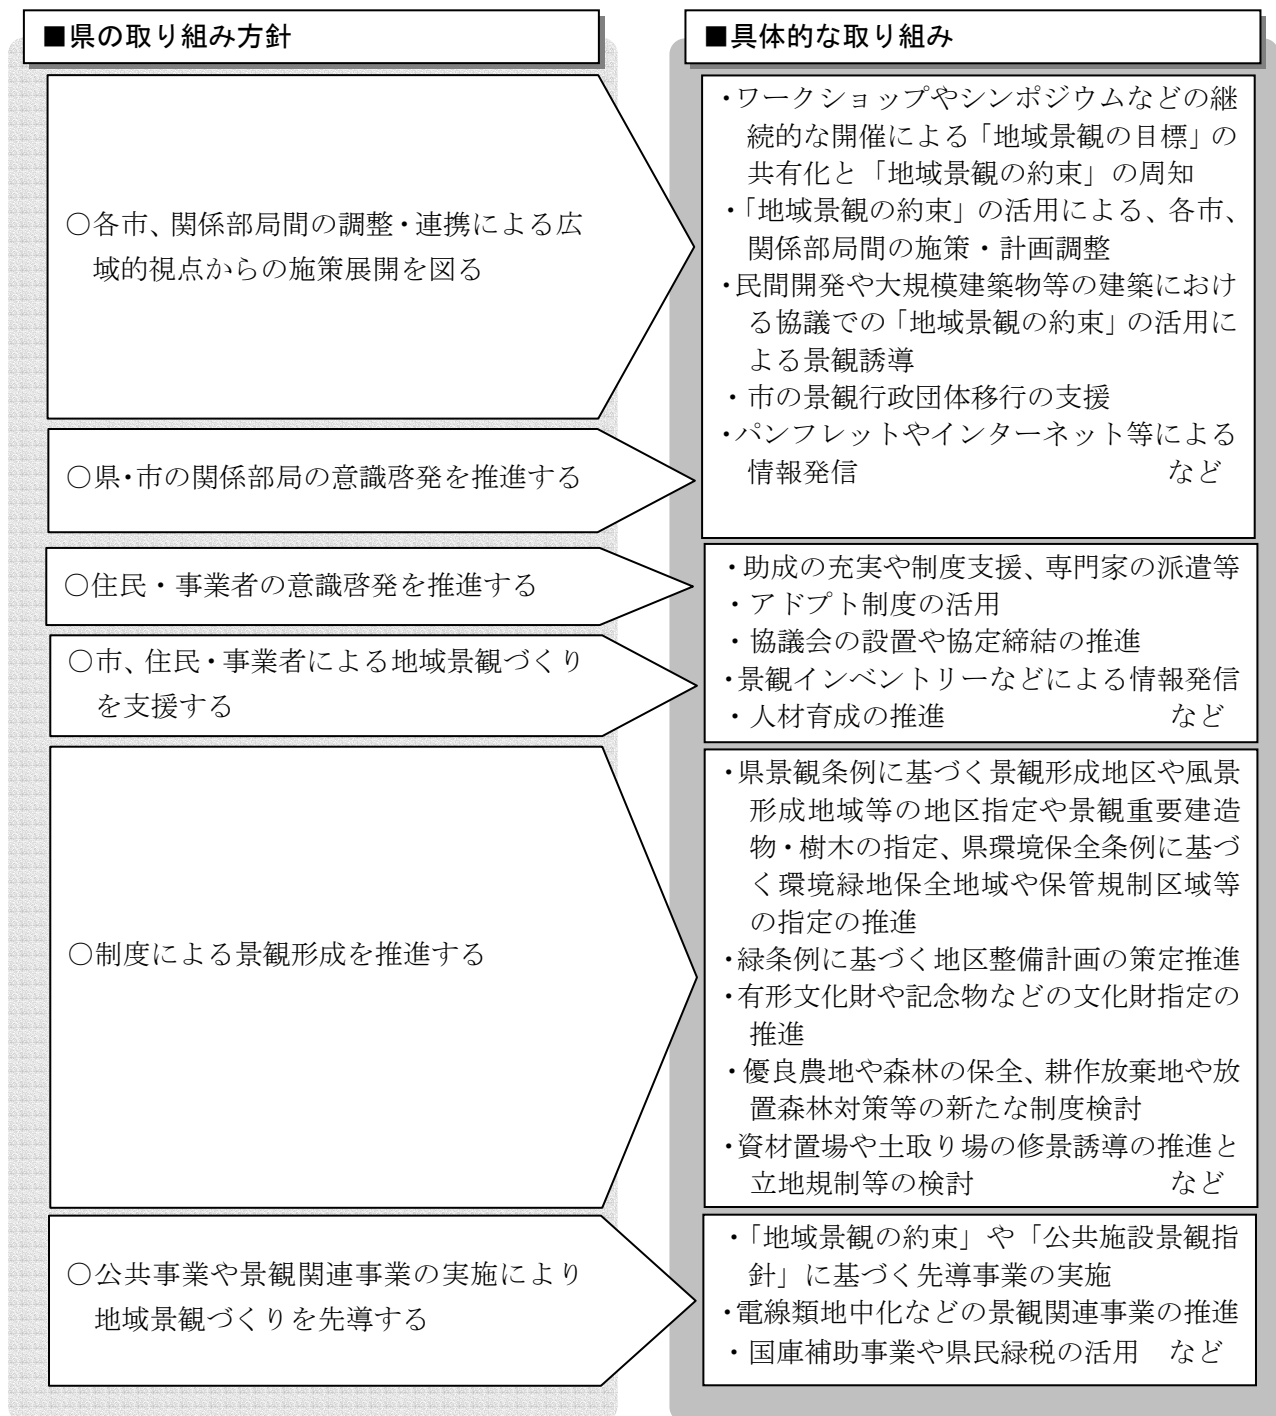 ■県の取り組み方針
○各市、関係部局間の調整・連携による広
域的視点からの施策展開を図る
○県・市の関係部局の意識啓発を推進する
○住民・事業者の意識啓発を推進する
○市、住民・事業者による地域景観づくり
を支援する
○制度による景観形成を推進する
○公共事業や景観関連事業の実施により
地域景観づくりを先導する
■具体的な取り組み
・ワークショップやシンポジウムなどの継
続的な開催による「地域景観の目標」の
共有化と「地域景観の約束」の周知
・「地域景観の約束」の活用による、各市、
関係部局間の施策・計画調整
・民間開発や大規模建築物等の建築におけ
る協議での「地域景観の約束」の活用に
よる景観誘導
・市の景観行政団体移行の支援
・パンフレットやインターネット等による
情報発信 など
・助成の充実や制度支援、専門家の派遣等
・アドプト制度の活用
・協議会の設置や協定締結の推進
・景観インベントリーなどによる情報発信
・人材育成の推進 など
・県景観条例に基づく景観形成地区や風景
形成地域等の地区指定や景観重要建造
物・樹木の指定、県環境保全条例に基づ
く環境緑地保全地域や保管規制区域等
の指定の推進
・緑条例に基づく地区整備計画の策定推進
・有形文化財や記念物などの文化財指定の
推進
・優良農地や森林の保全、耕作放棄地や放
置森林対策等の新たな制度検討
・資材置場や土取り場の修景誘導の推進と
立地規制等の検討 など
・「地域景観の約束」や「公共施設景観指
針」に基づく先導事業の実施
・電線類地中化などの景観関連事業の推進
・国庫補助事業や県民緑税の活用 など